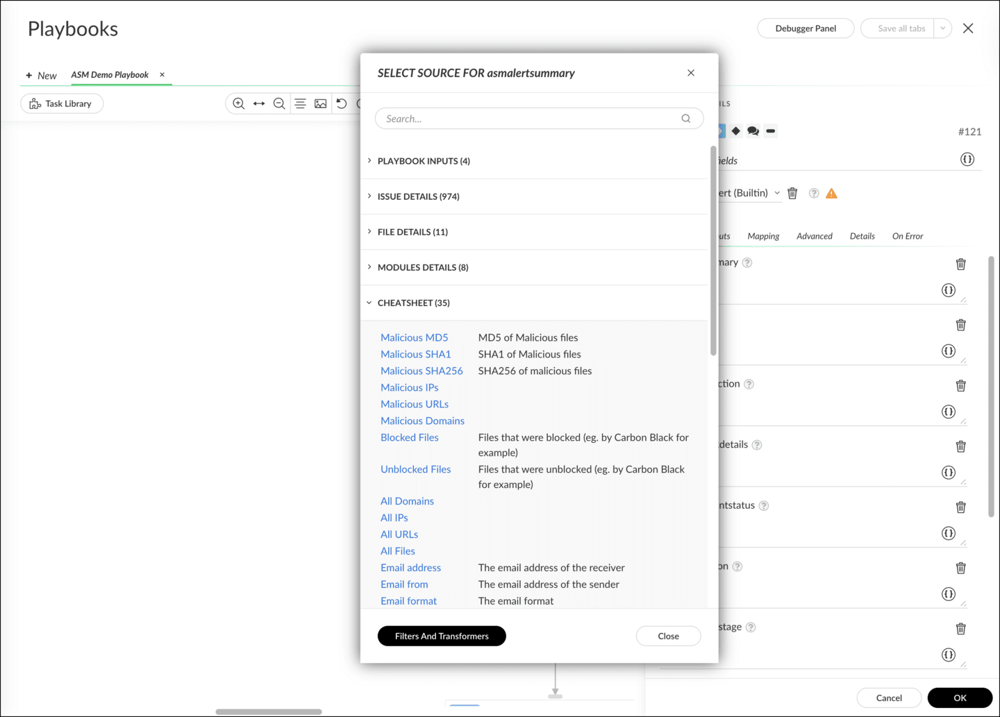 Playbooks
Debugger Panel
Save all tabs
+ New
ASM Demo Playbook
Task Library
SELECT SOURCE FOR asmalertsummary
Search...
PLAYBOOK INPUTS (4)
ISSUE DETAILS (974)
FILE DETAILS (11)
MODULES DETAILS (8)
CHEATSHEET (35)
Malicious MD5 MD5 of Malicious files
Malicious SHA1 SHA1 of Malicious files
Malicious SHA256 SHA256 of malicious files
Malicious IPs
Malicious URLs
Malicious Domains
Blocked Files Files that were blocked (eg. by Carbon Black for
example)
Unblocked Files Files that were unblocked (eg. by Carbon Black
for example)
All Domains
All IPs
All URLs
All Files
Email address The email address of the receiver
Email from The email address of the sender
Email format The email format
Filters And Transformers
Close
ILS
#121
ields
ert (Builtin)
uts Mapping Advanced Details On Error
mary
ction
details
ntstatus
on
stage
Cancel
OK